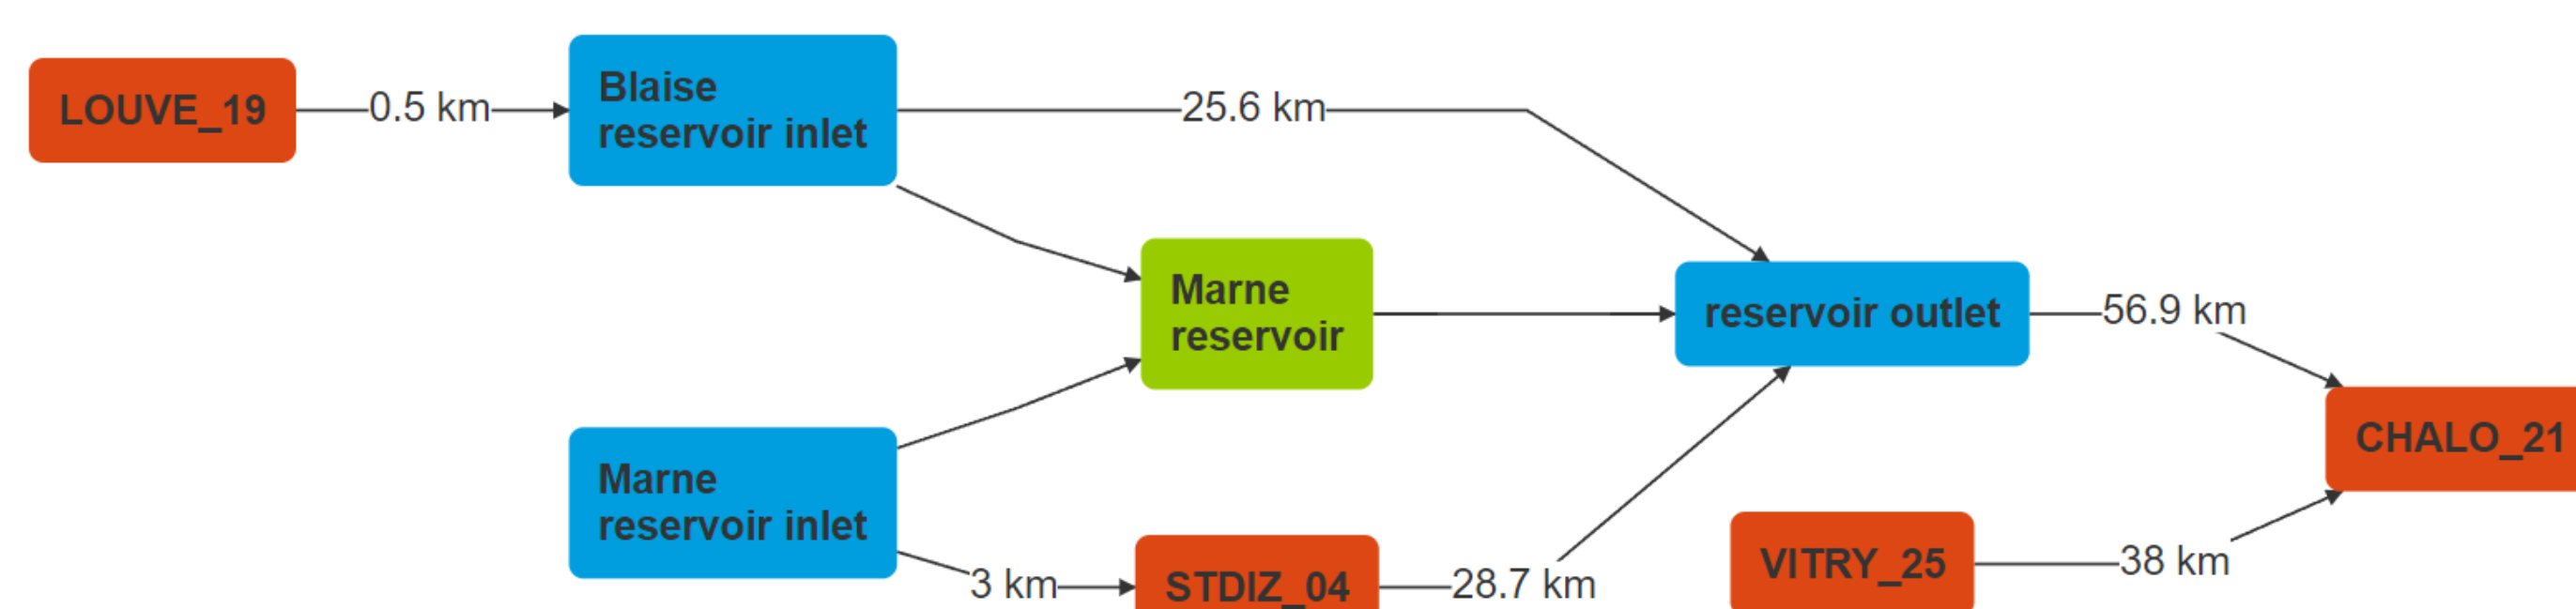 LOUVE_19
0.5 km
Blaise
reservoir inlet
25.6 km
Marne
reservoir
reservoir outlet
56.9 km
CHALO_21
Marne
reservoir inlet
3 km
STDIZ_04
28.7 km
VITRY_25
38 km